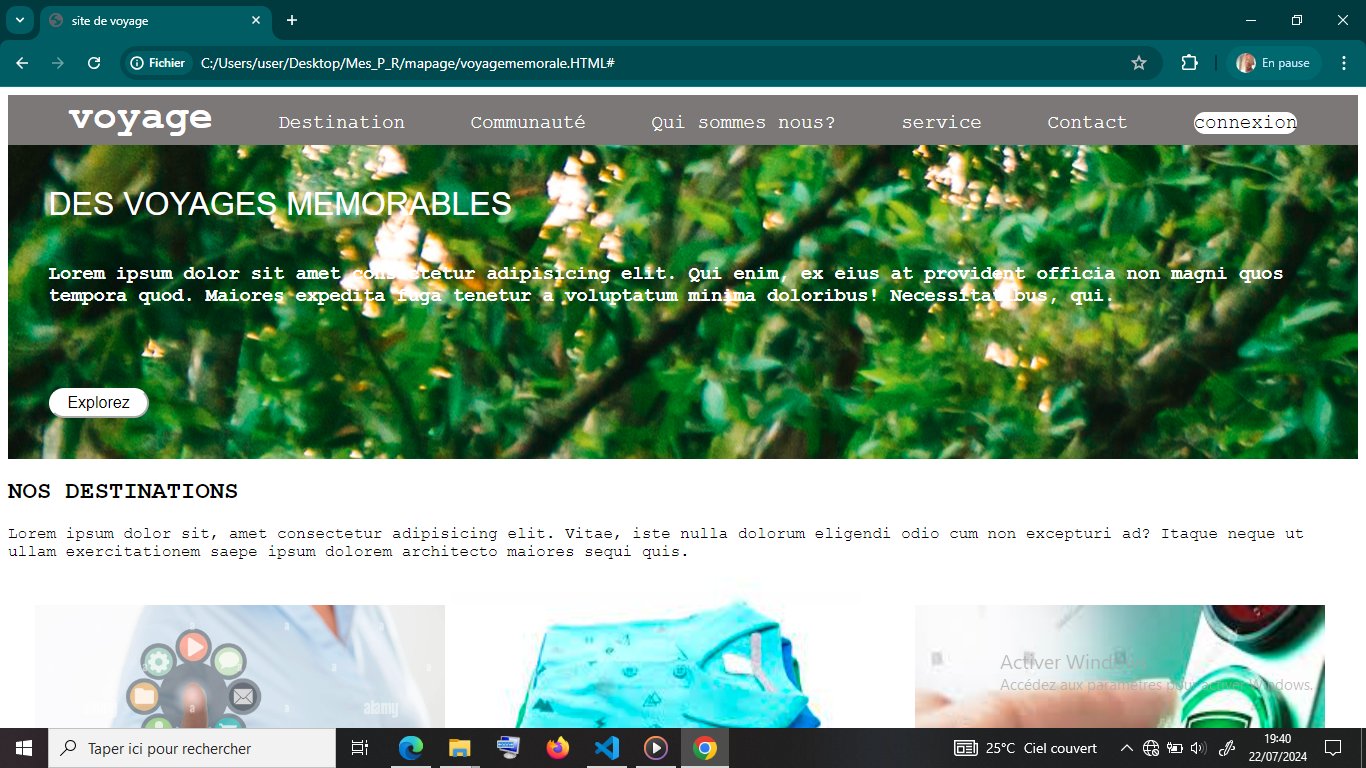 site de voyage
Fichier
C:/Users/user/Desktop/Mes_P_R/mapage/voyagememorale.HTML#
En pause
voyage
Destination
Communauté
Qui sommes nous?
service
Contact
connexion
DES VOYAGES MEMORABLES
Lorem ipsum dolor sit amet consectetur adipisicing elit. Qui enim, ex eius at provident officia non magni quos
tempora quod. Maiores expedita fuga tenetur a voluptatum minima doloribus! Necessitatibus, qui.
Explorez
NOS DESTINATIONS
Lorem ipsum dolor sit, amet consectetur adipisicing elit. Vitae, iste nulla dolorum eligendi odio cum non excepturi ad? Itaque neque ut
ullam exercitationem saepe ipsum dolorem architecto maiores sequi quis.
a a a
a a
alamy
Activer Windows
Accédez aux paramètres pour activer Windows.
Taper ici pour rechercher
25°C Ciel couvert
19:40
22/07/2024